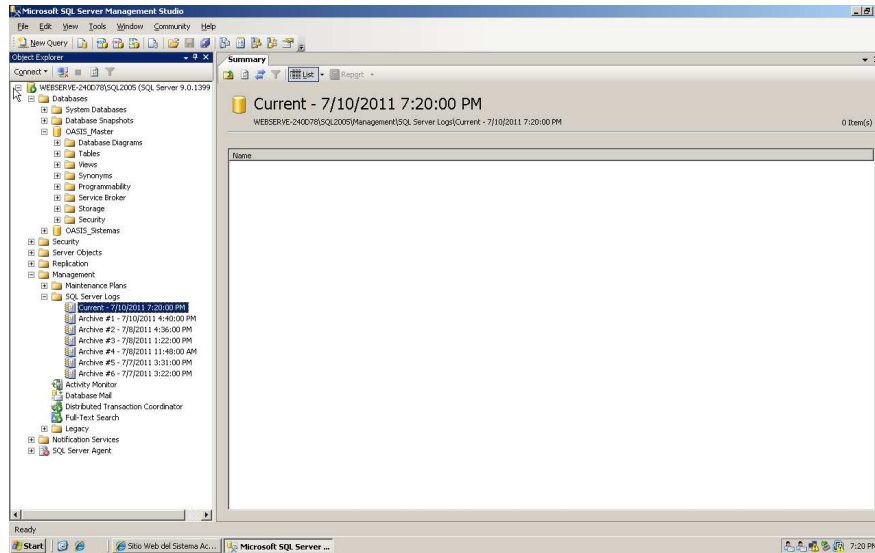 Microsoft SQL Server Management Studio
File Edit View Tools Window Community Help
New Query
Object Explorer
Connect
WEBSERVE-240D78\SQL2005 (SQL Server 9.0.1399
Databases
System Databases
Database Snapshots
OASIS_Master
Database Diagrams
Tables
Views
Synonyms
Programmability
Service Broker
Storage
Security
OASIS_Sistemas
Security
Server Objects
Replication
Management
Maintenance Plans
SQL Server Logs
Current - 7/10/2011 7:20:00 PM
Archive #1 - 7/10/2011 4:40:00 PM
Archive #2 - 7/8/2011 4:36:00 PM
Archive #3 - 7/8/2011 1:22:00 PM
Archive #4 - 7/8/2011 11:48:00 AM
Archive #5 - 7/7/2011 3:31:00 PM
Archive #6 - 7/7/2011 3:22:00 PM
Activity Monitor
Database Mail
Distributed Transaction Coordinator
Full-Text Search
Legacy
Notification Services
SQL Server Agent
Summary
List Report
Current - 7/10/2011 7:20:00 PM
WEBSERVE-240D78\SQL2005\Management\SQL Server Logs\Current - 7/10/2011 7:20:00 PM 0 Item(s)
Name
Ready
Start Sitio Web del Sistema Ac... Microsoft SQL Server ... 7:20 PM